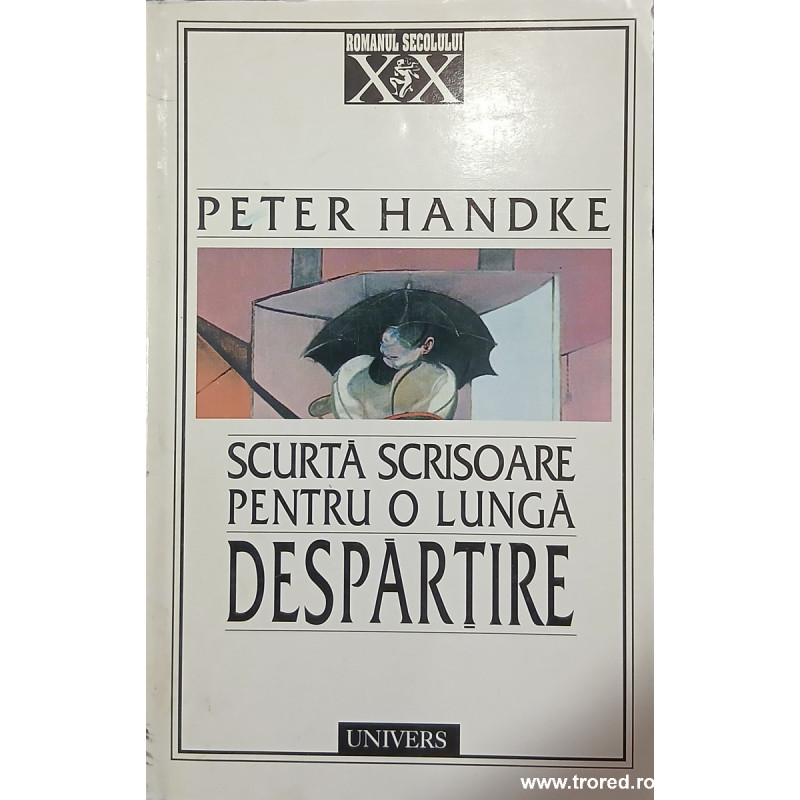 ROMANUL SECOLULUI
XX
PETER HANDKE
SCURTĂ SCRISOARE
PENTRU O LUNGĂ
DESPĂRȚIRE
UNIVERS
www.trored.ro